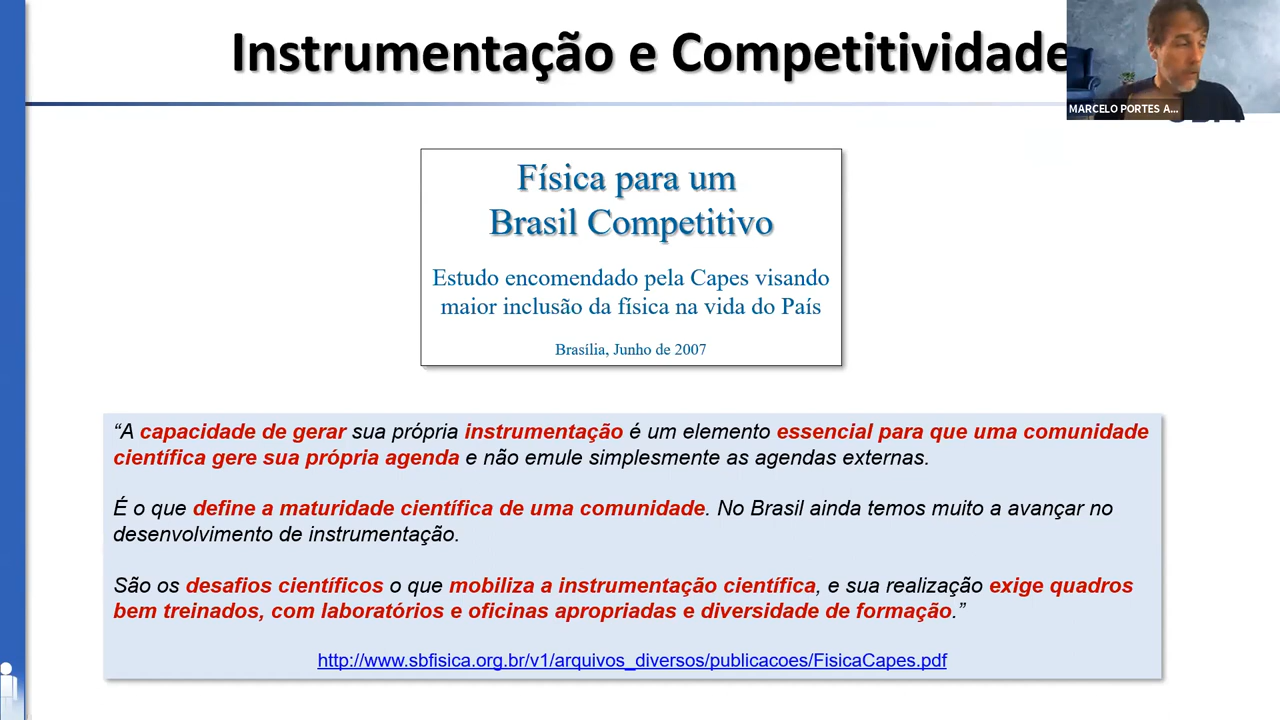 Instrumentação e Competitividade
MARCELO PORTES A...
Física para um
Brasil Competitivo
Estudo encomendado pela Capes visando
maior inclusão da física na vida do País
Brasília, Junho de 2007
“A capacidade de gerar sua própria instrumentação é um elemento essencial para que uma comunidade
científica gere sua própria agenda e não emule simplesmente as agendas externas.
É o que define a maturidade científica de uma comunidade. No Brasil ainda temos muito a avançar no
desenvolvimento de instrumentação.
São os desafios científicos o que mobiliza a instrumentação científica, e sua realização exige quadros
bem treinados, com laboratórios e oficinas apropriadas e diversidade de formação.”
http://www.sbfisica.org.br/v1/arquivos_diversos/publicacoes/FisicaCapes.pdf